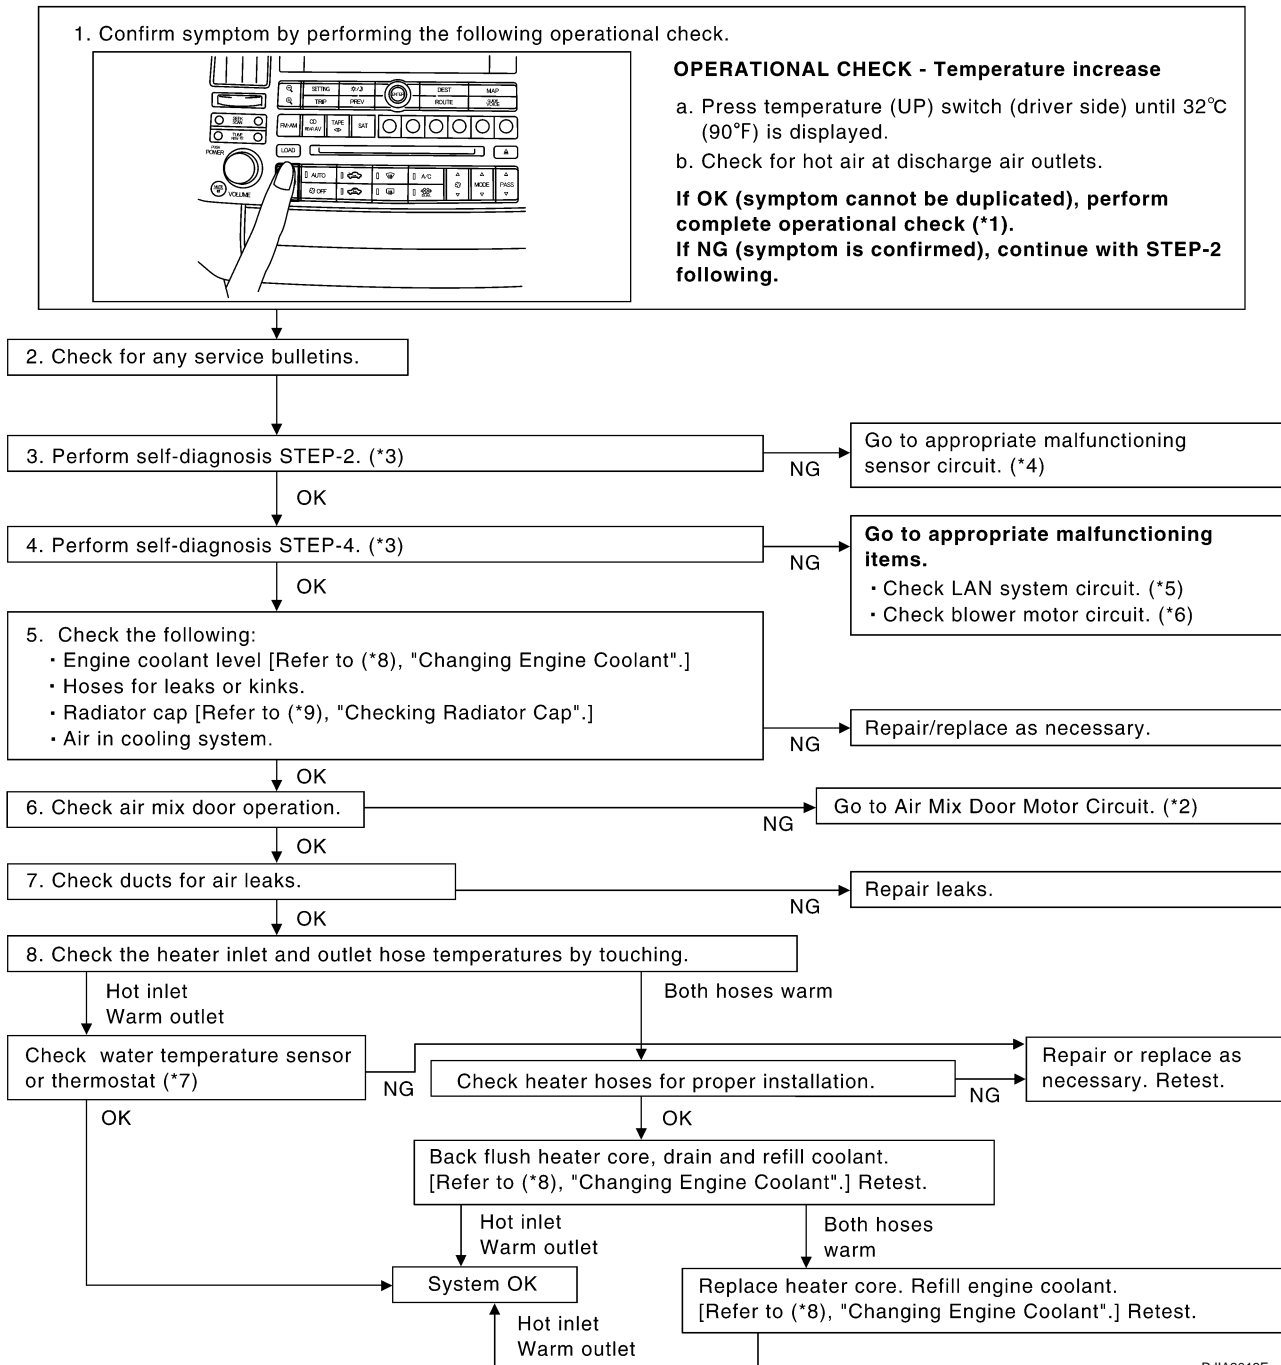 1. Confirm symptom by performing the following operational check.
SETTING
DEST
MAP
TRIP
PREV
ENTER
ROUTE
GUIDE VOICE
FM·AM
CD
TAPE
SAT
LOAD
PUSH
POWER
VOLUME
AUTO
A/C
OFF
MODE
PASS
OPERATIONAL CHECK - Temperature increase
a. Press temperature (UP) switch (driver side) until 32°C
(90°F) is displayed.
b. Check for hot air at discharge air outlets.
If OK (symptom cannot be duplicated), perform
complete operational check (*1).
If NG (symptom is confirmed), continue with STEP-2
following.
2. Check for any service bulletins.
3. Perform self-diagnosis STEP-2. (*3)
NG
Go to appropriate malfunctioning
sensor circuit. (*4)
OK
4. Perform self-diagnosis STEP-4. (*3)
NG
Go to appropriate malfunctioning
items.
· Check LAN system circuit. (*5)
· Check blower motor circuit. (*6)
OK
5. Check the following:
· Engine coolant level [Refer to (*8), "Changing Engine Coolant".]
· Hoses for leaks or kinks.
· Radiator cap [Refer to (*9), "Checking Radiator Cap".]
· Air in cooling system.
NG
Repair/replace as necessary.
OK
6. Check air mix door operation.
NG
Go to Air Mix Door Motor Circuit. (*2)
OK
7. Check ducts for air leaks.
NG
Repair leaks.
OK
8. Check the heater inlet and outlet hose temperatures by touching.
Hot inlet
Warm outlet
Both hoses warm
Check water temperature sensor
or thermostat (*7)
NG
Check heater hoses for proper installation.
NG
Repair or replace as
necessary. Retest.
OK
OK
Back flush heater core, drain and refill coolant.
[Refer to (*8), "Changing Engine Coolant".] Retest.
Hot inlet
Warm outlet
Both hoses
warm
System OK
Replace heater core. Refill engine coolant.
[Refer to (*8), "Changing Engine Coolant".] Retest.
Hot inlet
Warm outlet